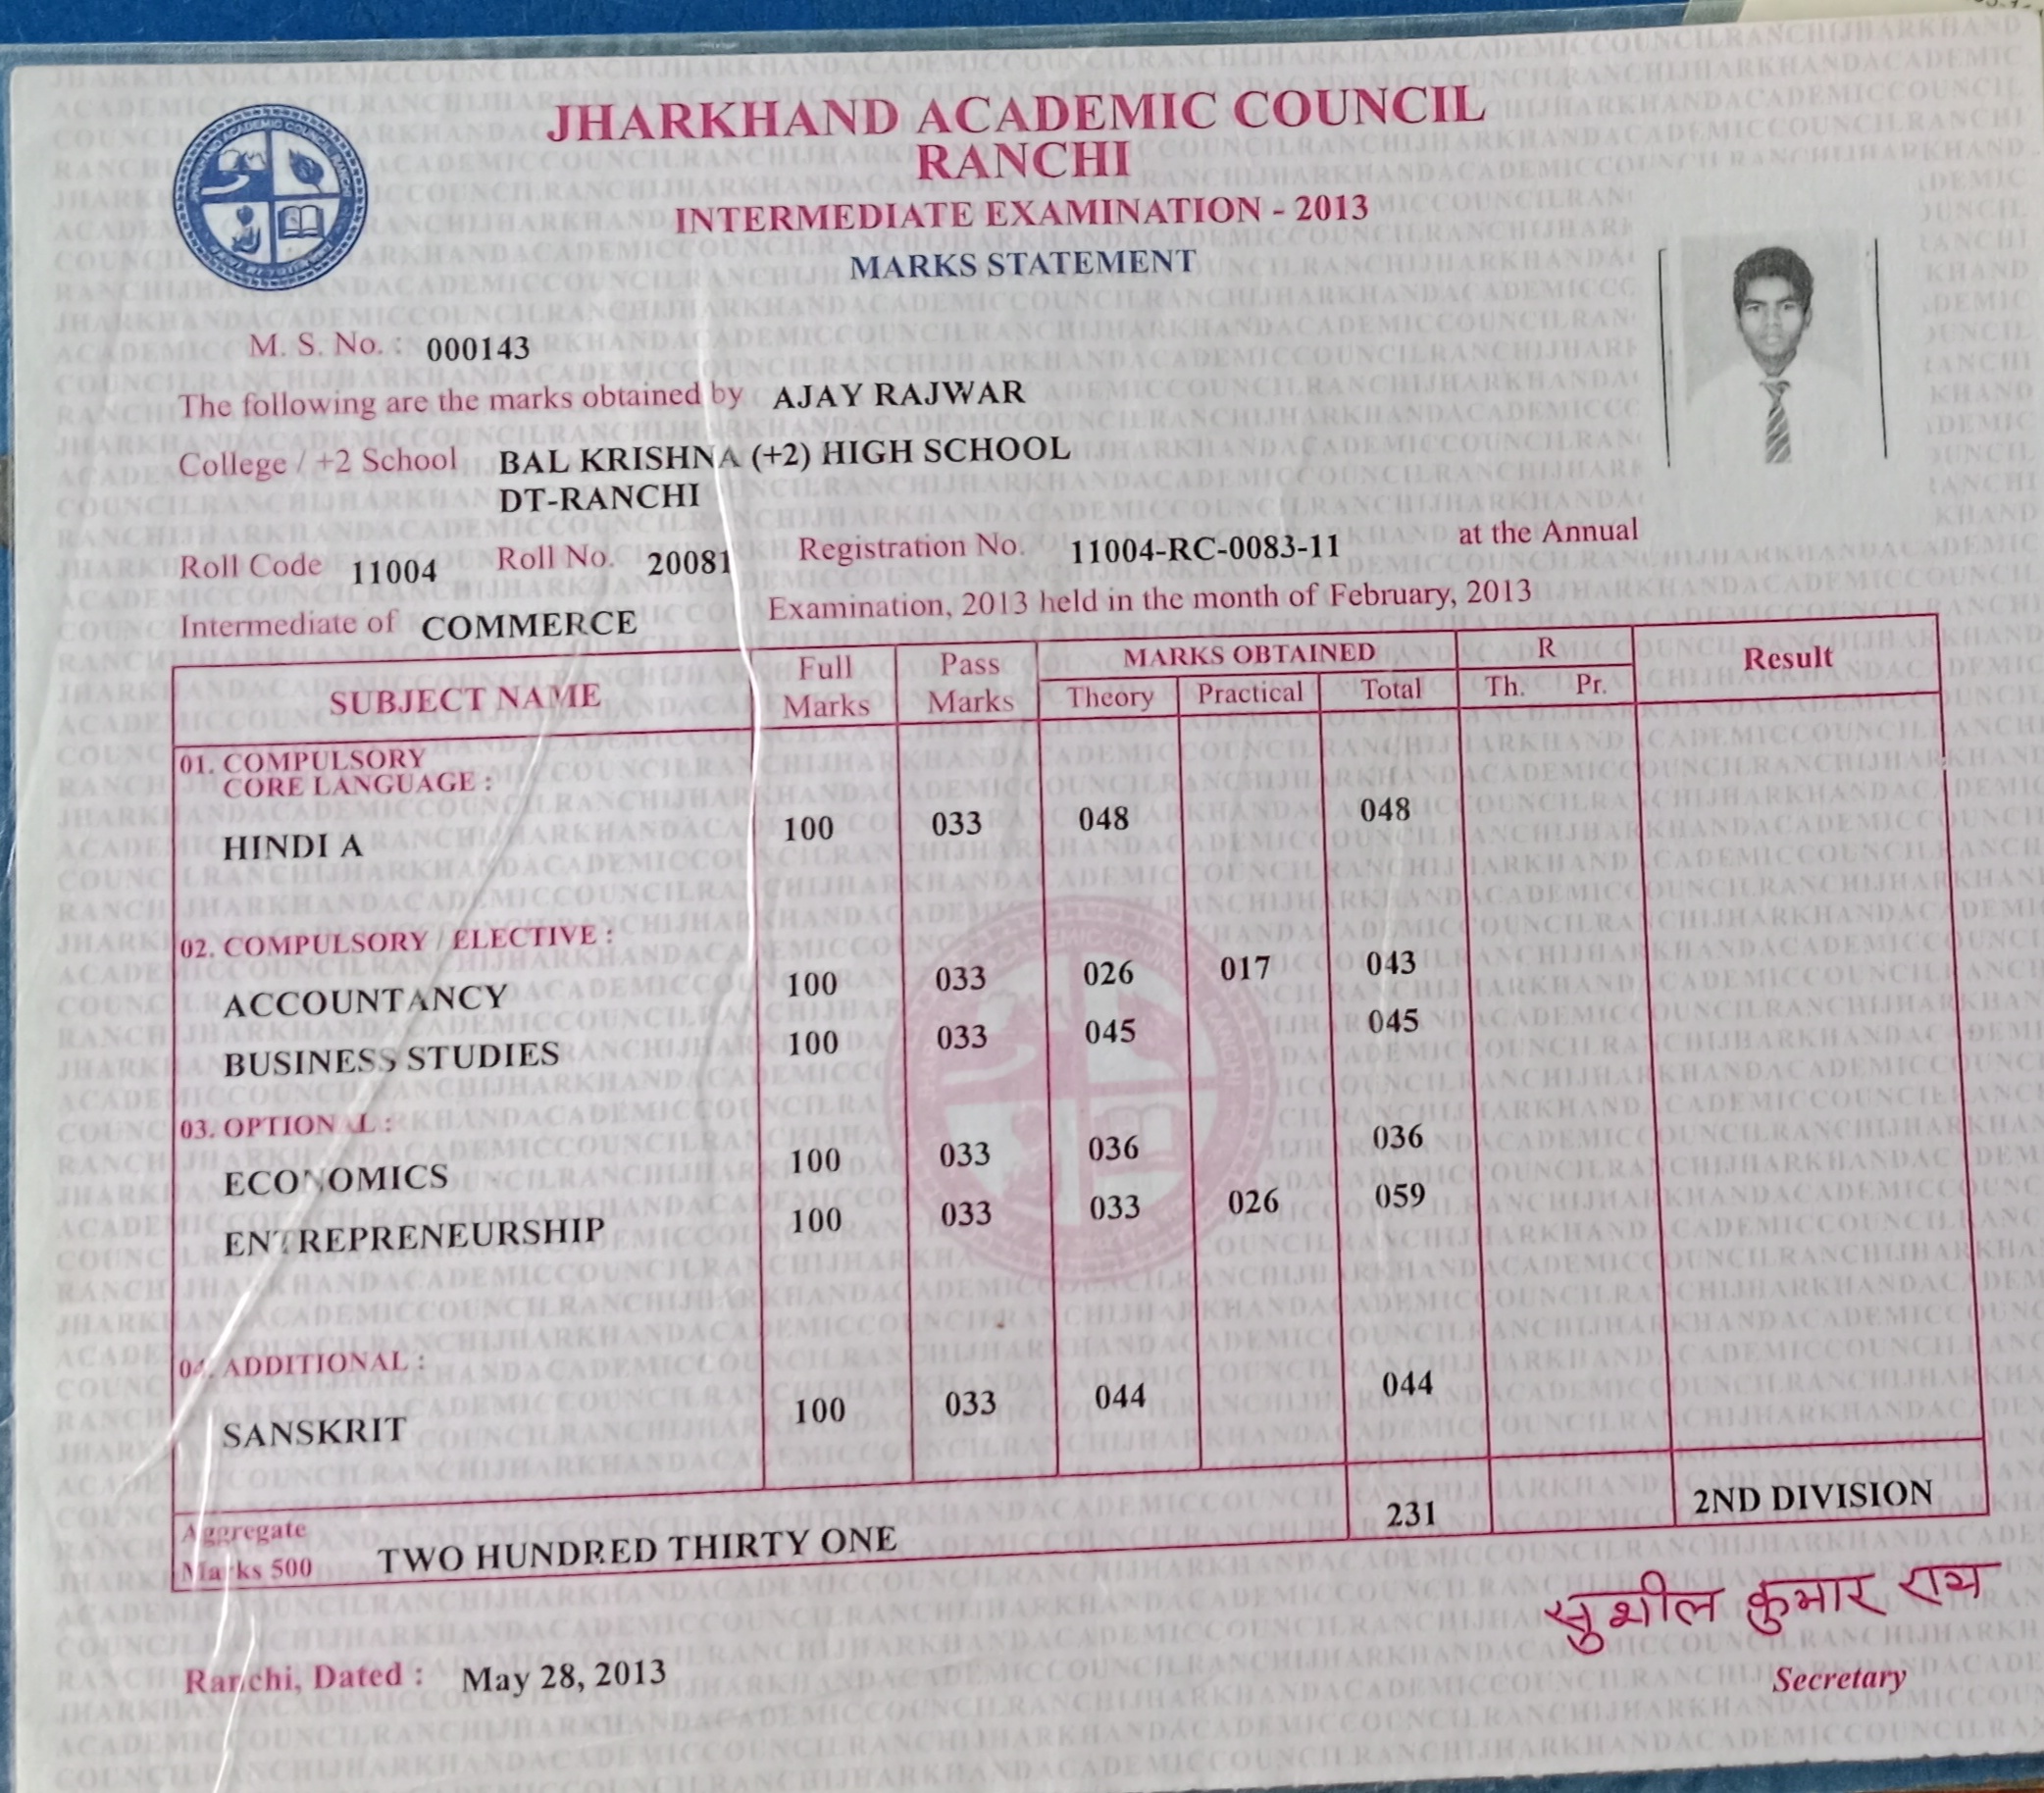 JHARKHAND ACADEMIC COUNCIL
RANCHI
INTERMEDIATE EXAMINATION - 2013
MARKS STATEMENT
M. S. No. : 000143
The following are the marks obtained by AJAY RAJWAR
College / +2 School BAL KRISHNA (+2) HIGH SCHOOL
DT-RANCHI
Roll Code 11004 Roll No. 20081 Registration No. 11004-RC-0083-11 at the Annual
Intermediate of COMMERCE Examination, 2013 held in the month of February, 2013
SUBJECT NAME Full Marks Pass Marks MARKS OBTAINED R Result
Theory Practical Total Th. Pr.
01. COMPULSORY
CORE LANGUAGE :
HINDI A 100 033 048 048
02. COMPULSORY / ELECTIVE :
ACCOUNTANCY 100 033 026 017 043
BUSINESS STUDIES 100 033 045 045
03. OPTIONAL :
ECONOMICS 100 033 036 036
ENTREPRENEURSHIP 100 033 033 026 059
04. ADDITIONAL :
SANSKRIT 100 033 044 044
Aggregate
Marks 500 TWO HUNDRED THIRTY ONE 231 2ND DIVISION
सुशील कुमार राय
Ranchi, Dated : May 28, 2013
Secretary